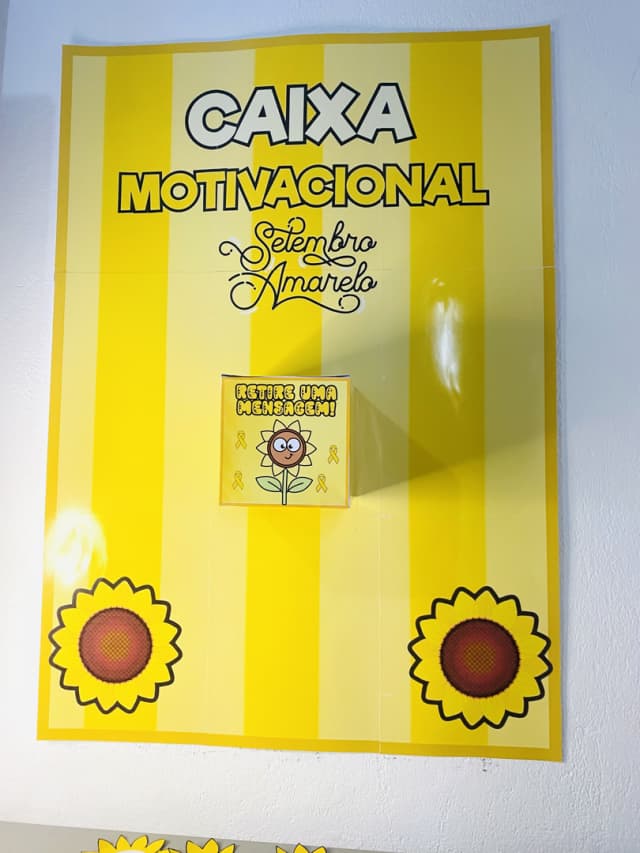 CAIXA
MOTIVACIONAL
Setembro
Amarelo
RETIRE UMA
MENSAGEM!